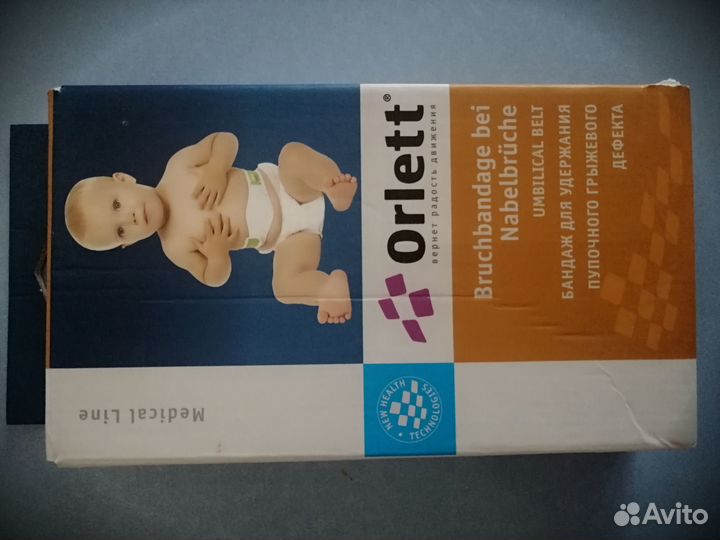 Orlett®
вернет радость движения
Bruchbandage bei
Nabelbrüche
UMBILICAL BELT
БАНДАЖ ДЛЯ УДЕРЖАНИЯ
ПУПОЧНОГО ГРЫЖЕВОГО
ДЕФЕКТА
NEW HEALTH
TECHNOLOGIES
Medical Line
Avito